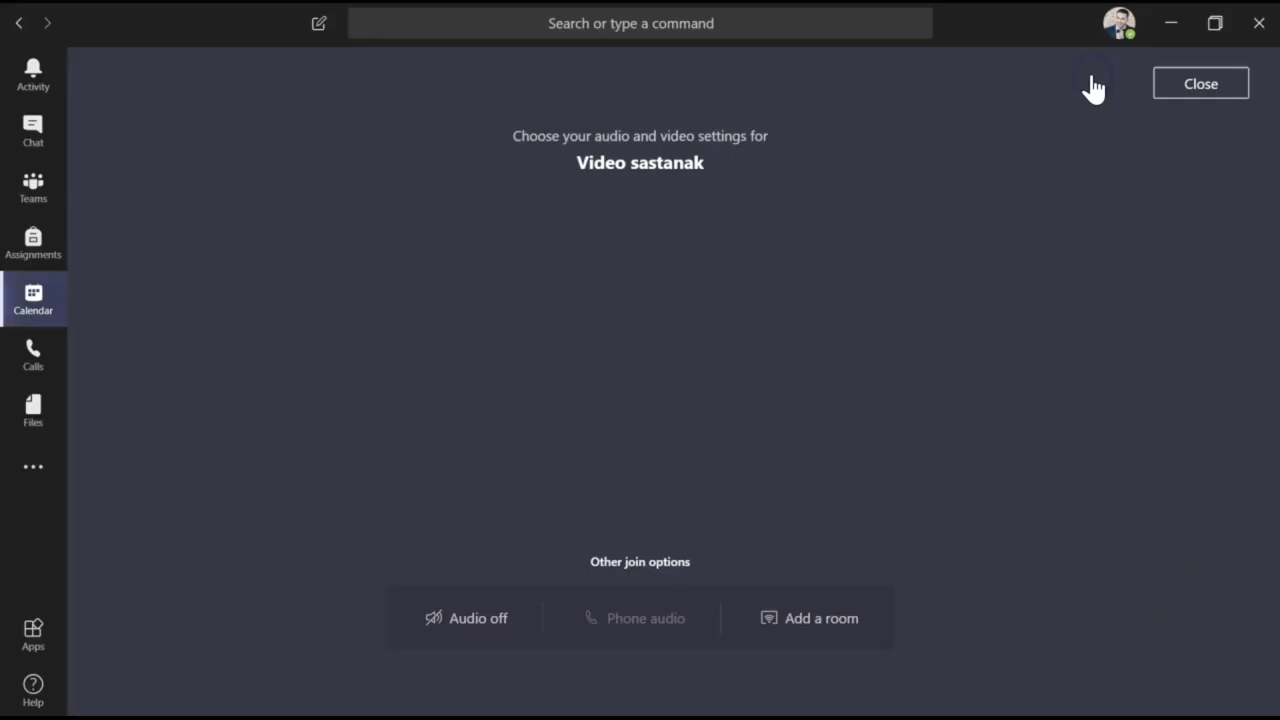 Search or type a command
Activity
Chat
Teams
Assignments
Calendar
Calls
Files
Apps
Help
Close
Choose your audio and video settings for
Video sastanak
Other join options
Audio off
Phone audio
Add a room